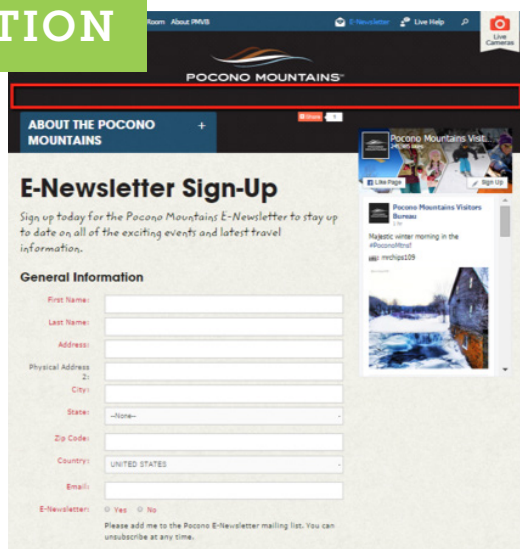 TION
Room About PMVB
E-Newsletter
Live Help
Live
Cameras
POCONO MOUNTAINS
ABOUT THE POCONO +
MOUNTAINS
Share
Pocono Mountains Visit...
Like Page
Sign Up
E-Newsletter Sign-Up
Sign up today for the Pocono Mountains E-Newsletter to stay up
to date on all of the exciting events and latest travel
information.
Pocono Mountains Visitors
Bureau
Majestic winter morning in the
#PoconoMtns!
mrchips109
General Information
First Name:
Last Name:
Address:
Physical Address
2:
City:
State:
--None--
Zip Code:
Country:
UNITED STATES
Email:
E-Newsletter:
Yes
No
Please add me to the Pocono E-Newsletter mailing list. You can
unsubscribe at any time.